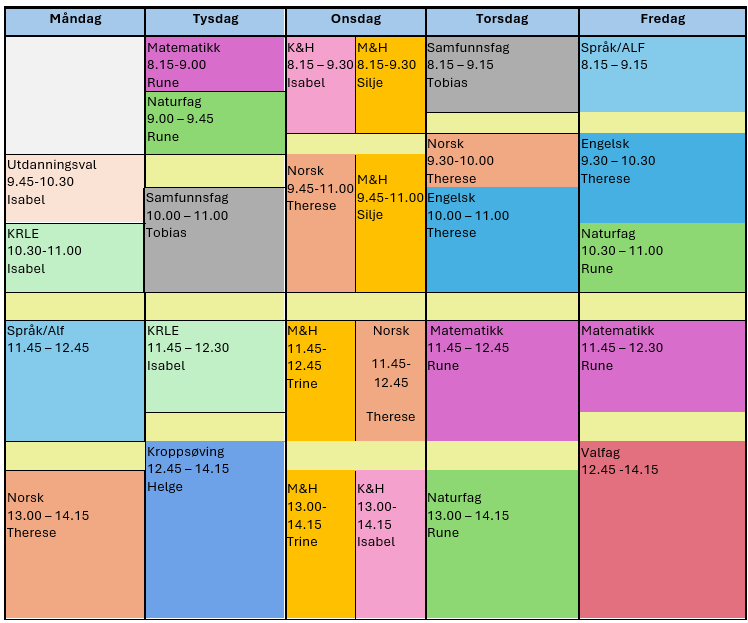 Måndag
Tysdag
Onsdag
Torsdag
Fredag
Matematikk
8.15-9.00
Rune
Naturfag
9.00 – 9.45
Rune
K&H
8.15 – 9.30
Isabel
M&H
8.15-9.30
Silje
Samfunnsfag
8.15 – 9.15
Tobias
Språk/ALF
8.15 – 9.15
Utdanningsval
9.45-10.30
Isabel
KRLE
10.30-11.00
Isabel
Samfunnsfag
10.00 – 11.00
Tobias
Norsk
9.45-11.00
Therese
M&H
9.45-11.00
Silje
Norsk
9.30-10.00
Therese
Engelsk
10.00 – 11.00
Therese
Engelsk
9.30 – 10.30
Therese
Naturfag
10.30 – 11.00
Rune
Språk/Alf
11.45 – 12.45
KRLE
11.45 – 12.30
Isabel
M&H
11.45-
12.45
Trine
Norsk
11.45-
12.45
Therese
Matematikk
11.45 – 12.45
Rune
Matematikk
11.45 – 12.30
Rune
Norsk
13.00 – 14.15
Therese
Kroppsøving
12.45 – 14.15
Helge
M&H
13.00-
14.15
Trine
K&H
13.00-
14.15
Isabel
Naturfag
13.00 – 14.15
Rune
Valfag
12.45 -14.15